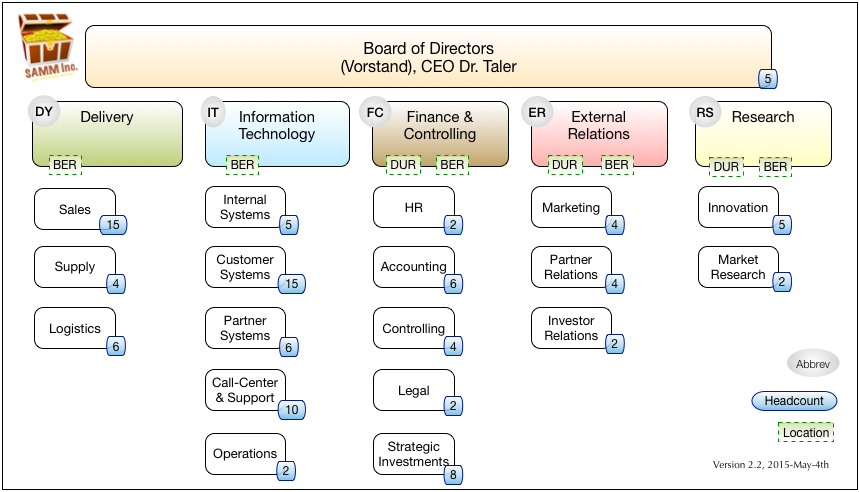 SAMM Inc.
Board of Directors
(Vorstand), CEO Dr. Taler
5
DY
Delivery
BER
IT
Information
Technology
BER
FC
Finance &
Controlling
DUR
BER
ER
External
Relations
DUR
BER
RS
Research
DUR
BER
Sales
15
Supply
4
Logistics
6
Internal
Systems
5
Customer
Systems
15
Partner
Systems
6
Call-Center
& Support
10
Operations
2
HR
2
Accounting
6
Controlling
4
Legal
2
Strategic
Investments
8
Marketing
4
Partner
Relations
4
Investor
Relations
2
Innovation
5
Market
Research
2
Abbrev
Headcount
Location
Version 2.2, 2015-May-4th